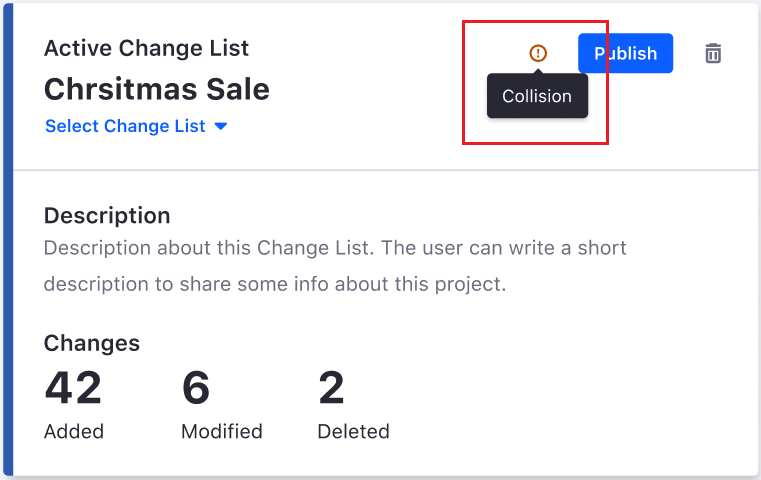 Active Change List
Chrsitmas Sale
Select Change List
Publish
Collision
Description
Description about this Change List. The user can write a short
description to share some info about this project.
Changes
42 6 2
Added Modified Deleted